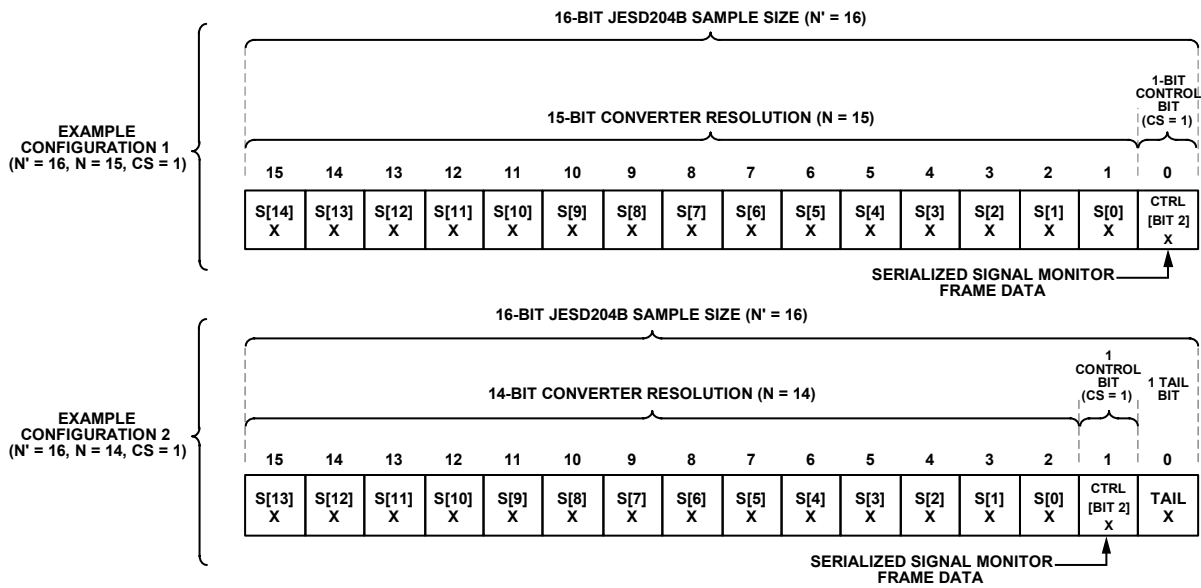 16-BIT JESD204B SAMPLE SIZE (N' = 16)
1-BIT
CONTROL
BIT
(CS = 1)
15-BIT CONVERTER RESOLUTION (N = 15)
EXAMPLE
CONFIGURATION 1
(N' = 16, N = 15, CS = 1)
15 14 13 12 11 10 9 8 7 6 5 4 3 2 1 0
S[14] S[13] S[12] S[11] S[10] S[9] S[8] S[7] S[6] S[5] S[4] S[3] S[2] S[1] S[0] CTRL
[BIT 2]
X X X X X X X X X X X X X X X X
SERIALIZED SIGNAL MONITOR
FRAME DATA
16-BIT JESD204B SAMPLE SIZE (N' = 16)
1
CONTROL
BIT
(CS = 1)
1 TAIL
BIT
14-BIT CONVERTER RESOLUTION (N = 14)
EXAMPLE
CONFIGURATION 2
(N' = 16, N = 14, CS = 1)
15 14 13 12 11 10 9 8 7 6 5 4 3 2 1 0
S[13] S[12] S[11] S[10] S[9] S[8] S[7] S[6] S[5] S[4] S[3] S[2] S[1] S[0] CTRL TAIL
[BIT 2]
X X X X X X X X X X X X X X X X
SERIALIZED SIGNAL MONITOR
FRAME DATA